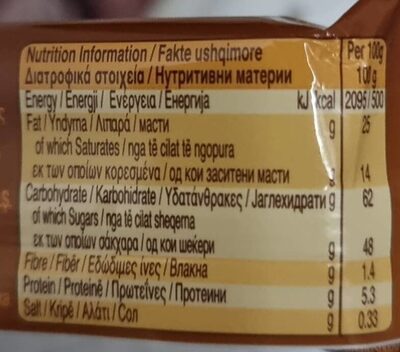 Nutrition Information / Fakte ushqimore Per 100g
Διατροφικά στοιχεία / Нутритивни материи
Energy / Energji / Ενέργεια / Енергија kJ/kcal 2095/500
Fat / Yndyrna / Λιπαρά / масти g 25
of which Saturates / nga të cilat të ngopura
εκ των οποίων κορεσμένα / од кои заситени масти g 14
Carbohydrate / Karbohidrate / Υδατάνθρακες / Јаглехидрати g 62
of which Sugars / nga të cilat sheqerna
εκ των οποίων σάκχαρα / од кои шеќери g 48
Fibre / Fibër / Εδώδιμες ίνες / Влакна g 1.4
Protein / Proteinë / Πρωτεΐνες / Протеини g 5.3
Salt / Kripë / Αλάτι / Сол g 0.33